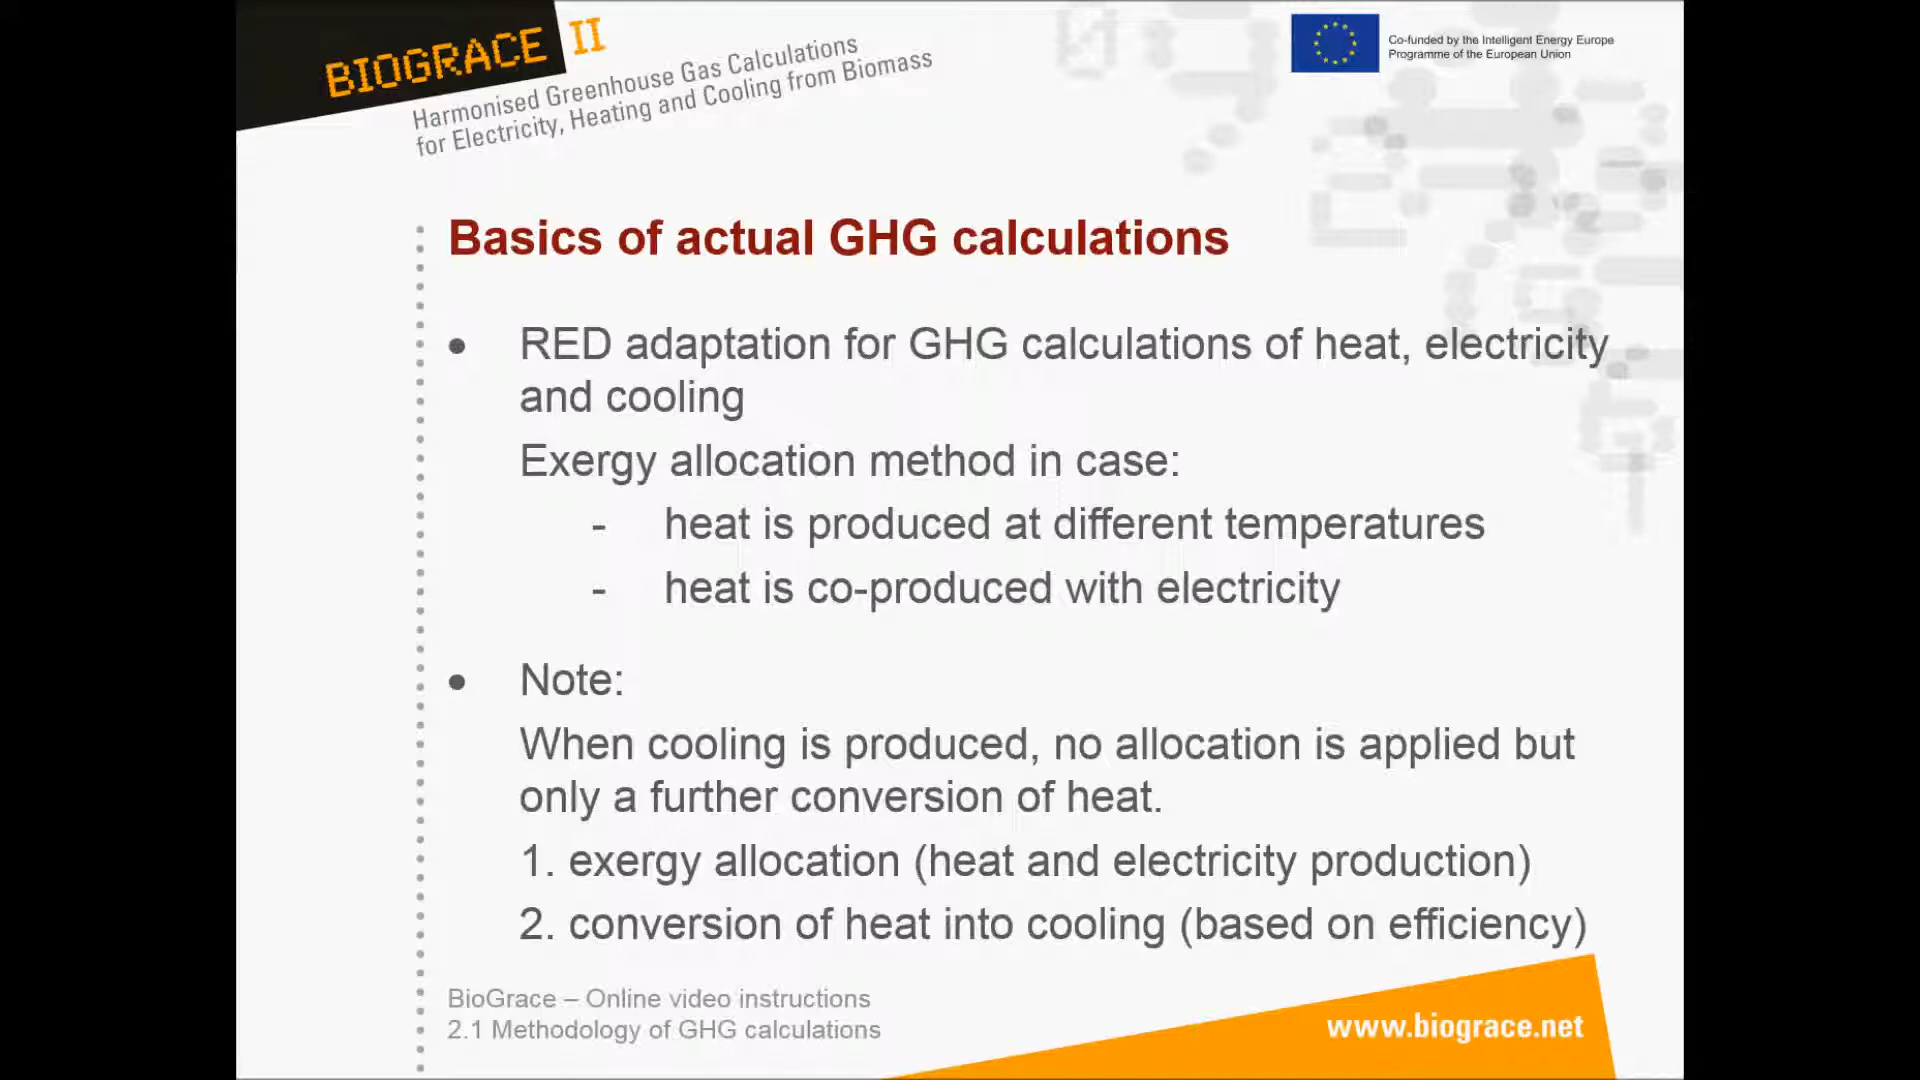 BIOGRACE II
Harmonised Greenhouse Gas Calculations
for Electricity, Heating and Cooling from Biomass
Co-funded by the Intelligent Energy Europe
Programme of the European Union
Basics of actual GHG calculations
• RED adaptation for GHG calculations of heat, electricity
and cooling
Exergy allocation method in case:
- heat is produced at different temperatures
- heat is co-produced with electricity
• Note:
When cooling is produced, no allocation is applied but
only a further conversion of heat.
1. exergy allocation (heat and electricity production)
2. conversion of heat into cooling (based on efficiency)
BioGrace – Online video instructions
2.1 Methodology of GHG calculations
www.biograce.net